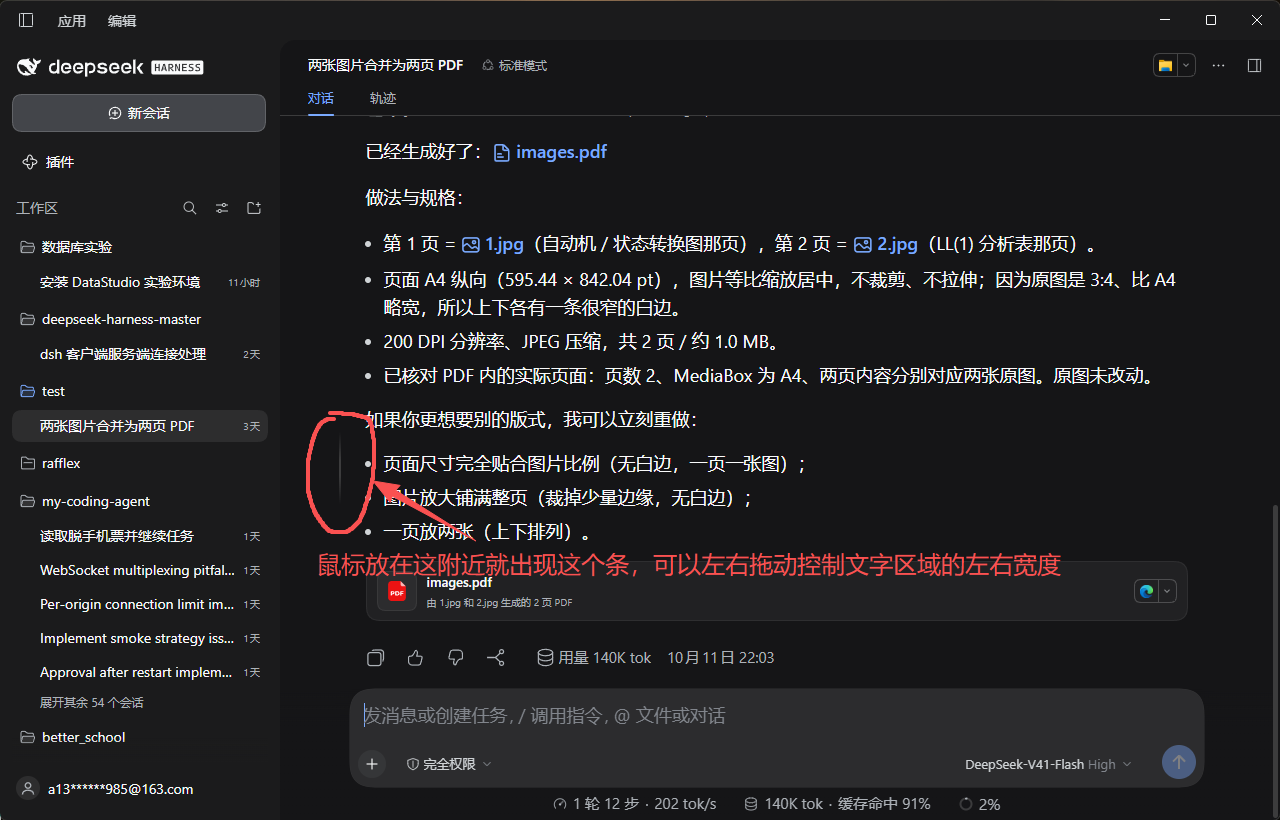 应用 编辑
deepseek HARNESS
新会话
插件
工作区
数据库实验
安装 DataStudio 实验环境 11小时
deepseek-harness-master
dsh 客户端服务端连接处理 2天
test
两张图片合并为两页 PDF 3天
rafflex
my-coding-agent
读取脱手机票并继续任务 1天
WebSocket multiplexing pitfal... 1天
Per-origin connection limit im... 1天
Implement smoke strategy iss... 1天
Approval after restart implem... 1天
展开其余 54 个会话
better_school
a13******985@163.com
两张图片合并为两页 PDF 标准模式
对话 轨迹
已经生成好了： images.pdf
做法与规格：
• 第 1 页 = 1.jpg（自动机 / 状态转换图那页），第 2 页 = 2.jpg（LL(1) 分析表那页）。
• 页面 A4 纵向（595.44 × 842.04 pt），图片等比缩放居中，不裁剪、不拉伸；因为原图是 3:4、比 A4
略宽，所以上下各有一条很窄的白边。
• 200 DPI 分辨率、JPEG 压缩，共 2 页 / 约 1.0 MB。
• 已核对 PDF 内的实际页面：页数 2、MediaBox 为 A4、两页内容分别对应两张原图。原图未改动。
如果你更想要别的版式，我可以立刻重做：
• 页面尺寸完全贴合图片比例（无白边，一页一张图）；
• 图片放大铺满整页（裁掉少量边缘，无白边）；
• 一页放两张（上下排列）。
鼠标放在这附近就出现这个条，可以左右拖动控制文字区域的左右宽度
PDF
images.pdf
由 1.jpg 和 2.jpg 生成的 2 页 PDF
用量 140K tok 10月11日 22:03
发消息或创建任务, / 调用指令, @ 文件或对话
完全权限
DeepSeek-V41-Flash High
1 轮 12 步 · 202 tok/s 140K tok · 缓存命中 91% 2%